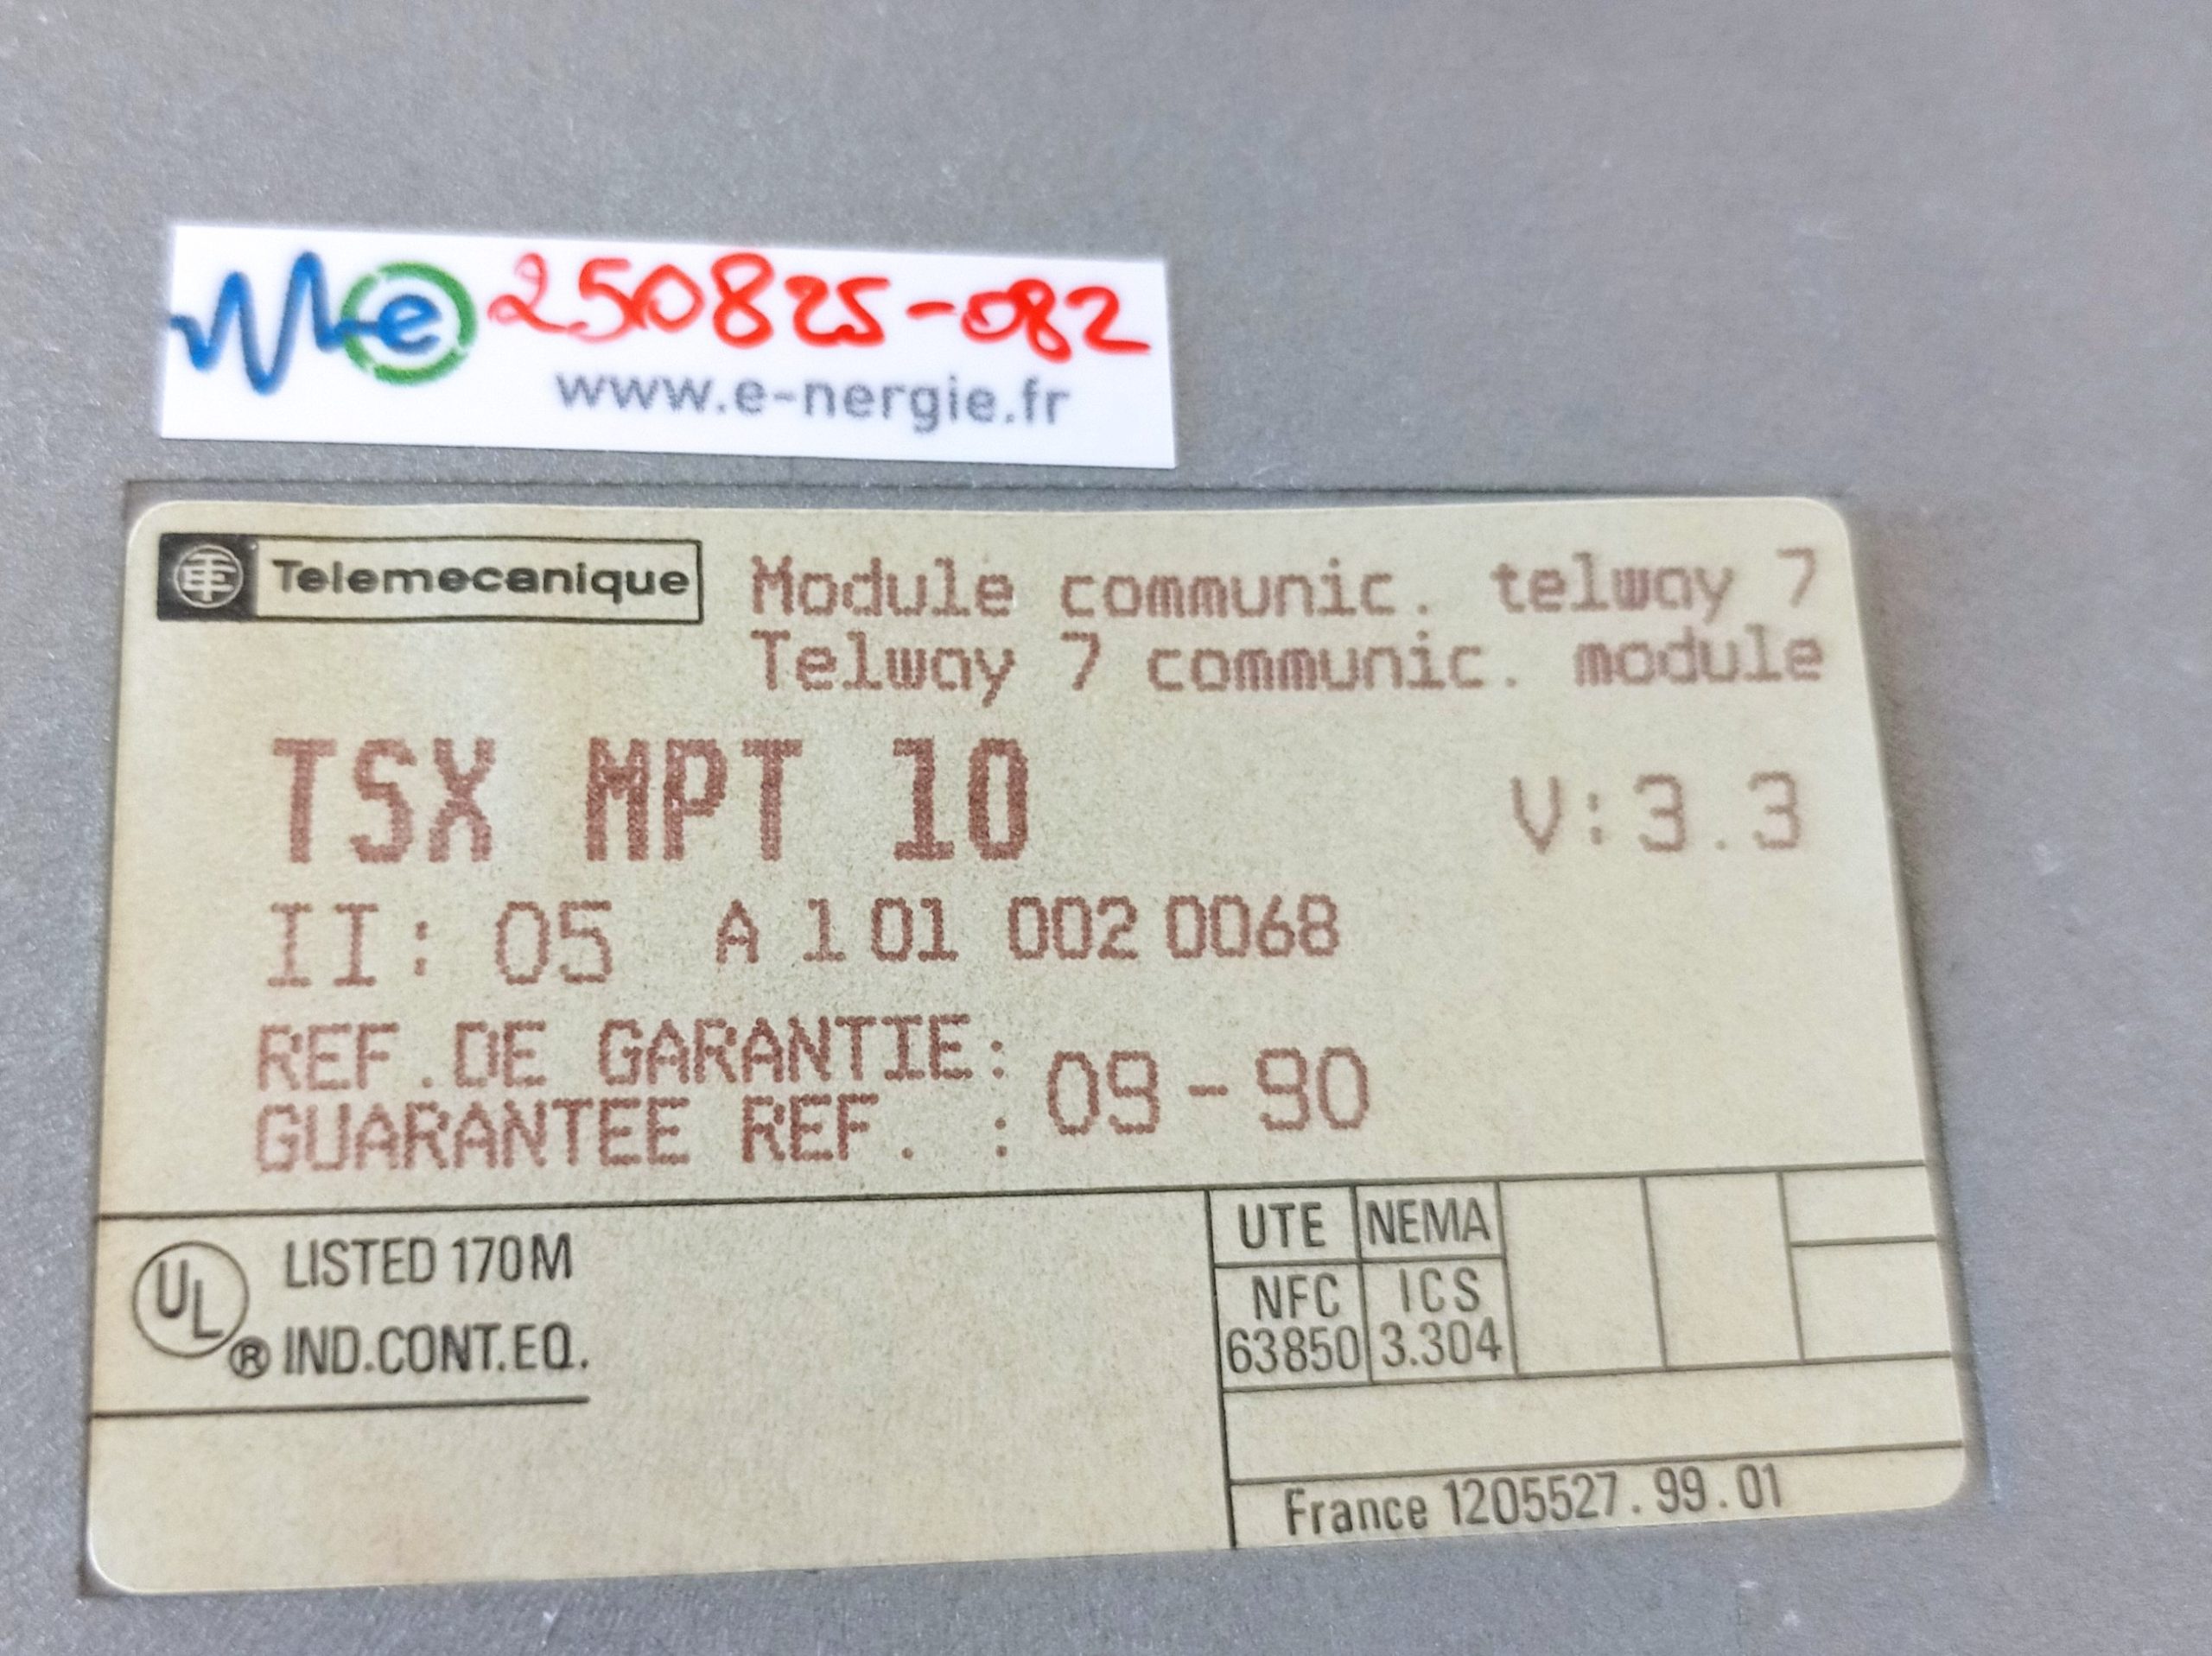 e 250825-082
www.e-nergie.fr
Telemecanique
Module communic. telway 7
Telway 7 communic. module
TSX MPT 10
V:3.3
II: 05 A 1 01 002 0068
REF.DE GARANTIE:
GUARANTEE REF. : 09-90
UL ® LISTED 170M
IND.CONT.EQ.
UTE NEMA
NFC ICS
63850 3.304
France 1205527.99.01